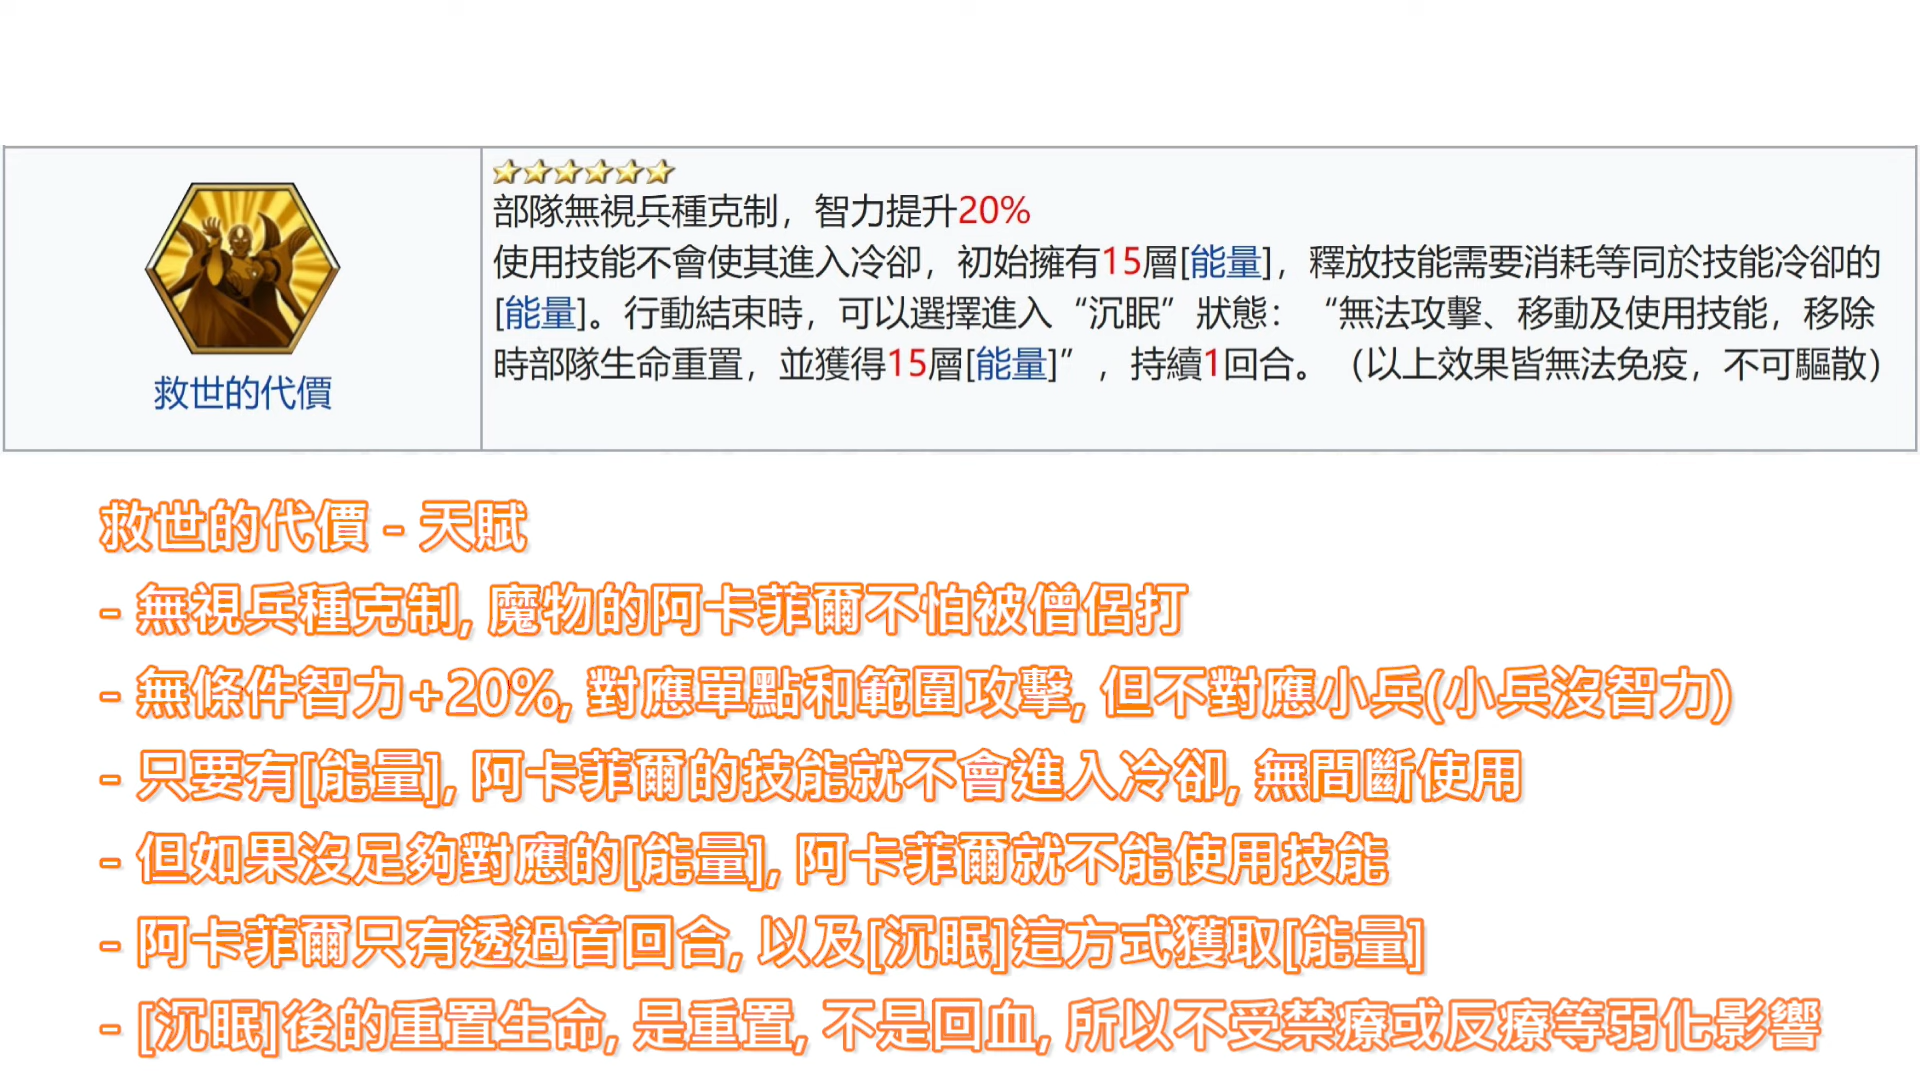 救世的代價
部隊無視兵種克制，智力提升20%
使用技能不會使其進入冷卻，初始擁有15層[能量]，釋放技能需要消耗等同於技能冷卻的
[能量]。行動結束時，可以選擇進入“沉眠”狀態：“無法攻擊、移動及使用技能，移除
時部隊生命重置，並獲得15層[能量]”，持續1回合。（以上效果皆無法免疫，不可驅散）
救世的代價 - 天賦
- 無視兵種克制, 魔物的阿卡菲爾不怕被僧侶打
- 無條件智力+20%, 對應單點和範圍攻擊, 但不對應小兵(小兵沒智力)
- 只要有[能量], 阿卡菲爾的技能就不會進入冷卻, 無間斷使用
- 但如果沒足夠對應的[能量], 阿卡菲爾就不能使用技能
- 阿卡菲爾只有透過首回合, 以及[沉眠]這方式獲取[能量]
- [沉眠]後的重置生命, 是重置, 不是回血, 所以不受禁療或反療等弱化影響